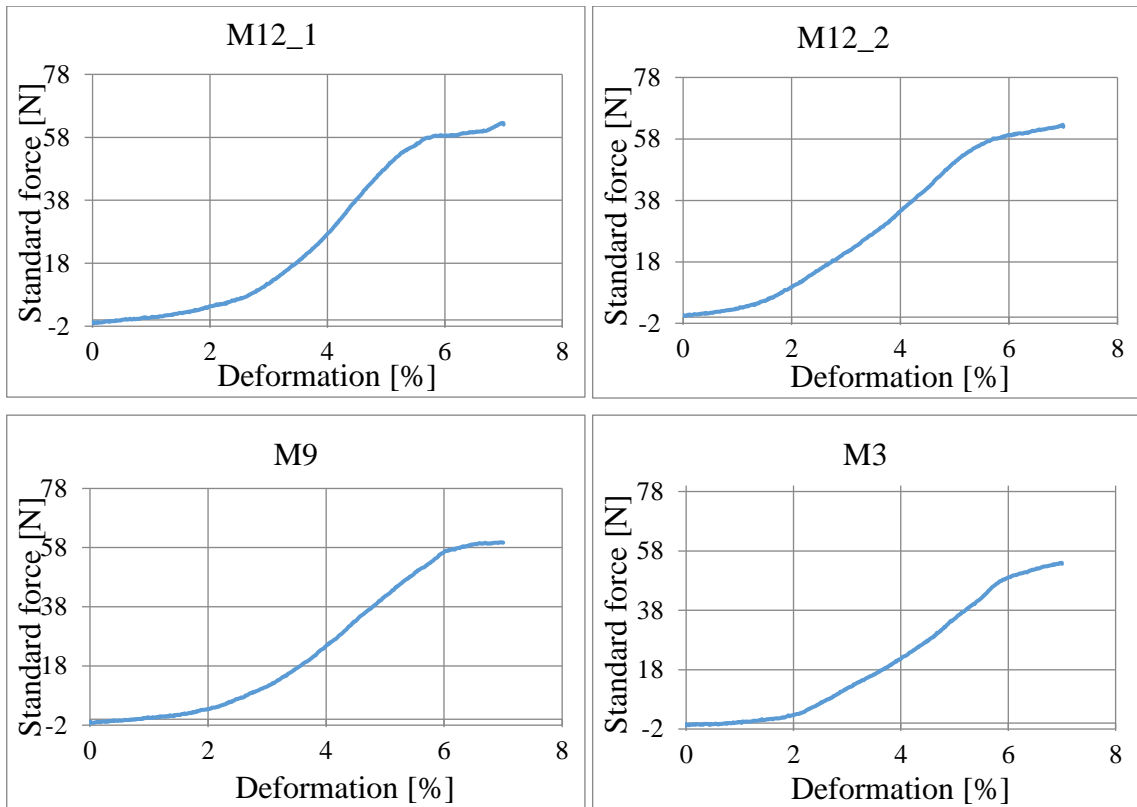 M12_1
Standard force [N]
78
58
38
18
-2
0 2 4 6 8
Deformation [%]
M12_2
Standard force [N]
78
58
38
18
-2
0 2 4 6 8
Deformation [%]
M9
Standard force [N]
78
58
38
18
-2
0 2 4 6 8
Deformation [%]
M3
Standard force [N]
78
58
38
18
-2
0 2 4 6 8
Deformation [%]